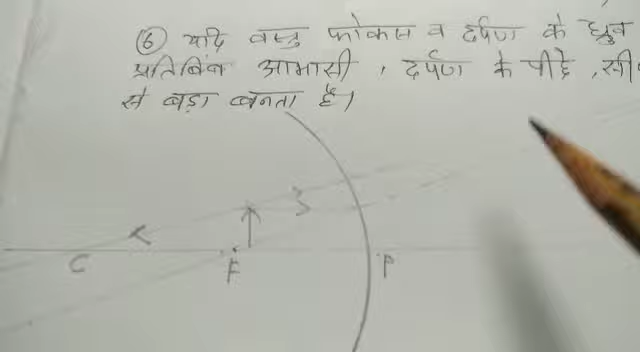 ⑥ यदि वस्तु फोकस व दर्पण के ध्रुव
प्रतिबिंब आभासी, दर्पण के पीछे,
से बड़ा बनता है।
C
F
P